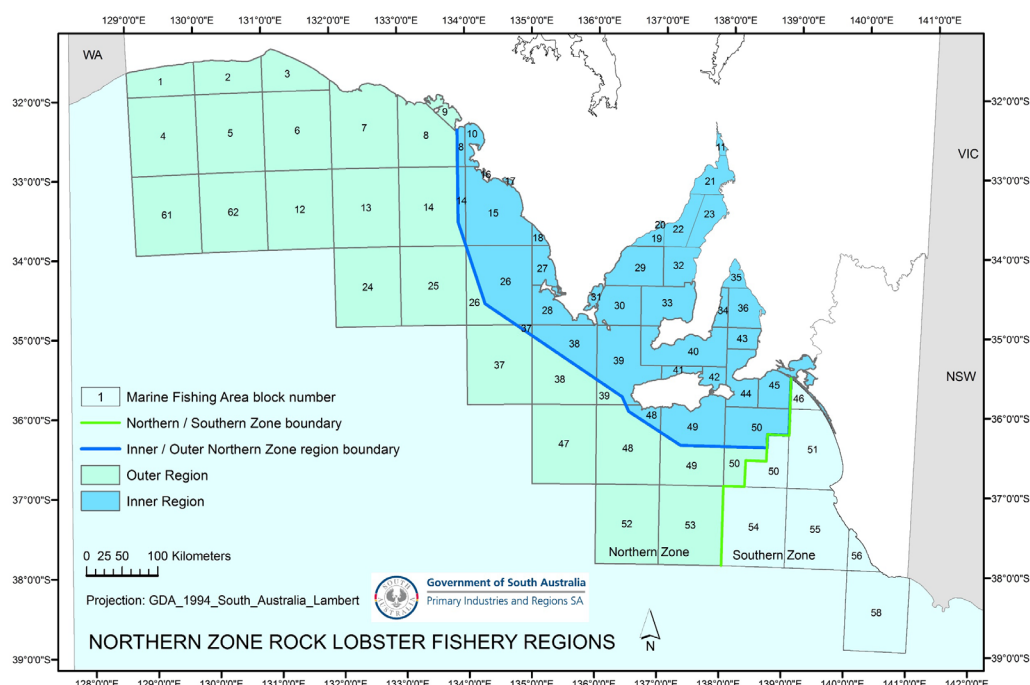 129°0'0"E 130°0'0"E 131°0'0"E 132°0'0"E 133°0'0"E 134°0'0"E 135°0'0"E 136°0'0"E 137°0'0"E 138°0'0"E 139°0'0"E 140°0'0"E 141°0'0"E
WA
VIC
NSW
32°0'0"S 32°0'0"S
33°0'0"S 33°0'0"S
34°0'0"S 34°0'0"S
35°0'0"S 35°0'0"S
36°0'0"S 36°0'0"S
37°0'0"S 37°0'0"S
38°0'0"S 38°0'0"S
39°0'0"S 39°0'0"S
1 2 3
4 5 6 7 8 9
8 10
61 62 12 13 14
14 15 16 17
18
24 25 26
26 27
28
11
21
20 22 23
19
29 32
31 30 33
35
34 36
43
37
38 39 40
41 42
37 38 39
44 45 46
48 49 50 51
47 48 49 50 50
52 53 54 55 56
58
Northern Zone Southern Zone
1 Marine Fishing Area block number
Northern / Southern Zone boundary
Inner / Outer Northern Zone region boundary
Outer Region
Inner Region
0 25 50 100 Kilometers
Projection: GDA_1994_South_Australia_Lambert
SOUTH AUSTRALIA
Government of South Australia
Primary Industries and Regions SA
NORTHERN ZONE ROCK LOBSTER FISHERY REGIONS
N
128°0'0"E 129°0'0"E 130°0'0"E 131°0'0"E 132°0'0"E 133°0'0"E 134°0'0"E 135°0'0"E 136°0'0"E 137°0'0"E 138°0'0"E 139°0'0"E 140°0'0"E 141°0'0"E 142°0'0"E